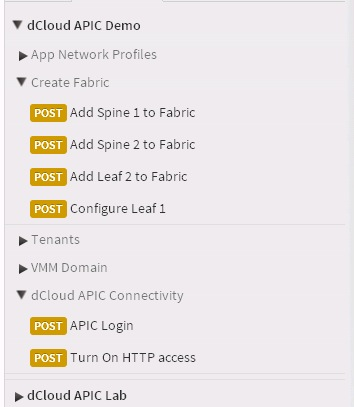 dCloud APIC Demo
App Network Profiles
Create Fabric
POST Add Spine 1 to Fabric
POST Add Spine 2 to Fabric
POST Add Leaf 2 to Fabric
POST Configure Leaf 1
Tenants
VMM Domain
dCloud APIC Connectivity
POST APIC Login
POST Turn On HTTP access
dCloud APIC Lab